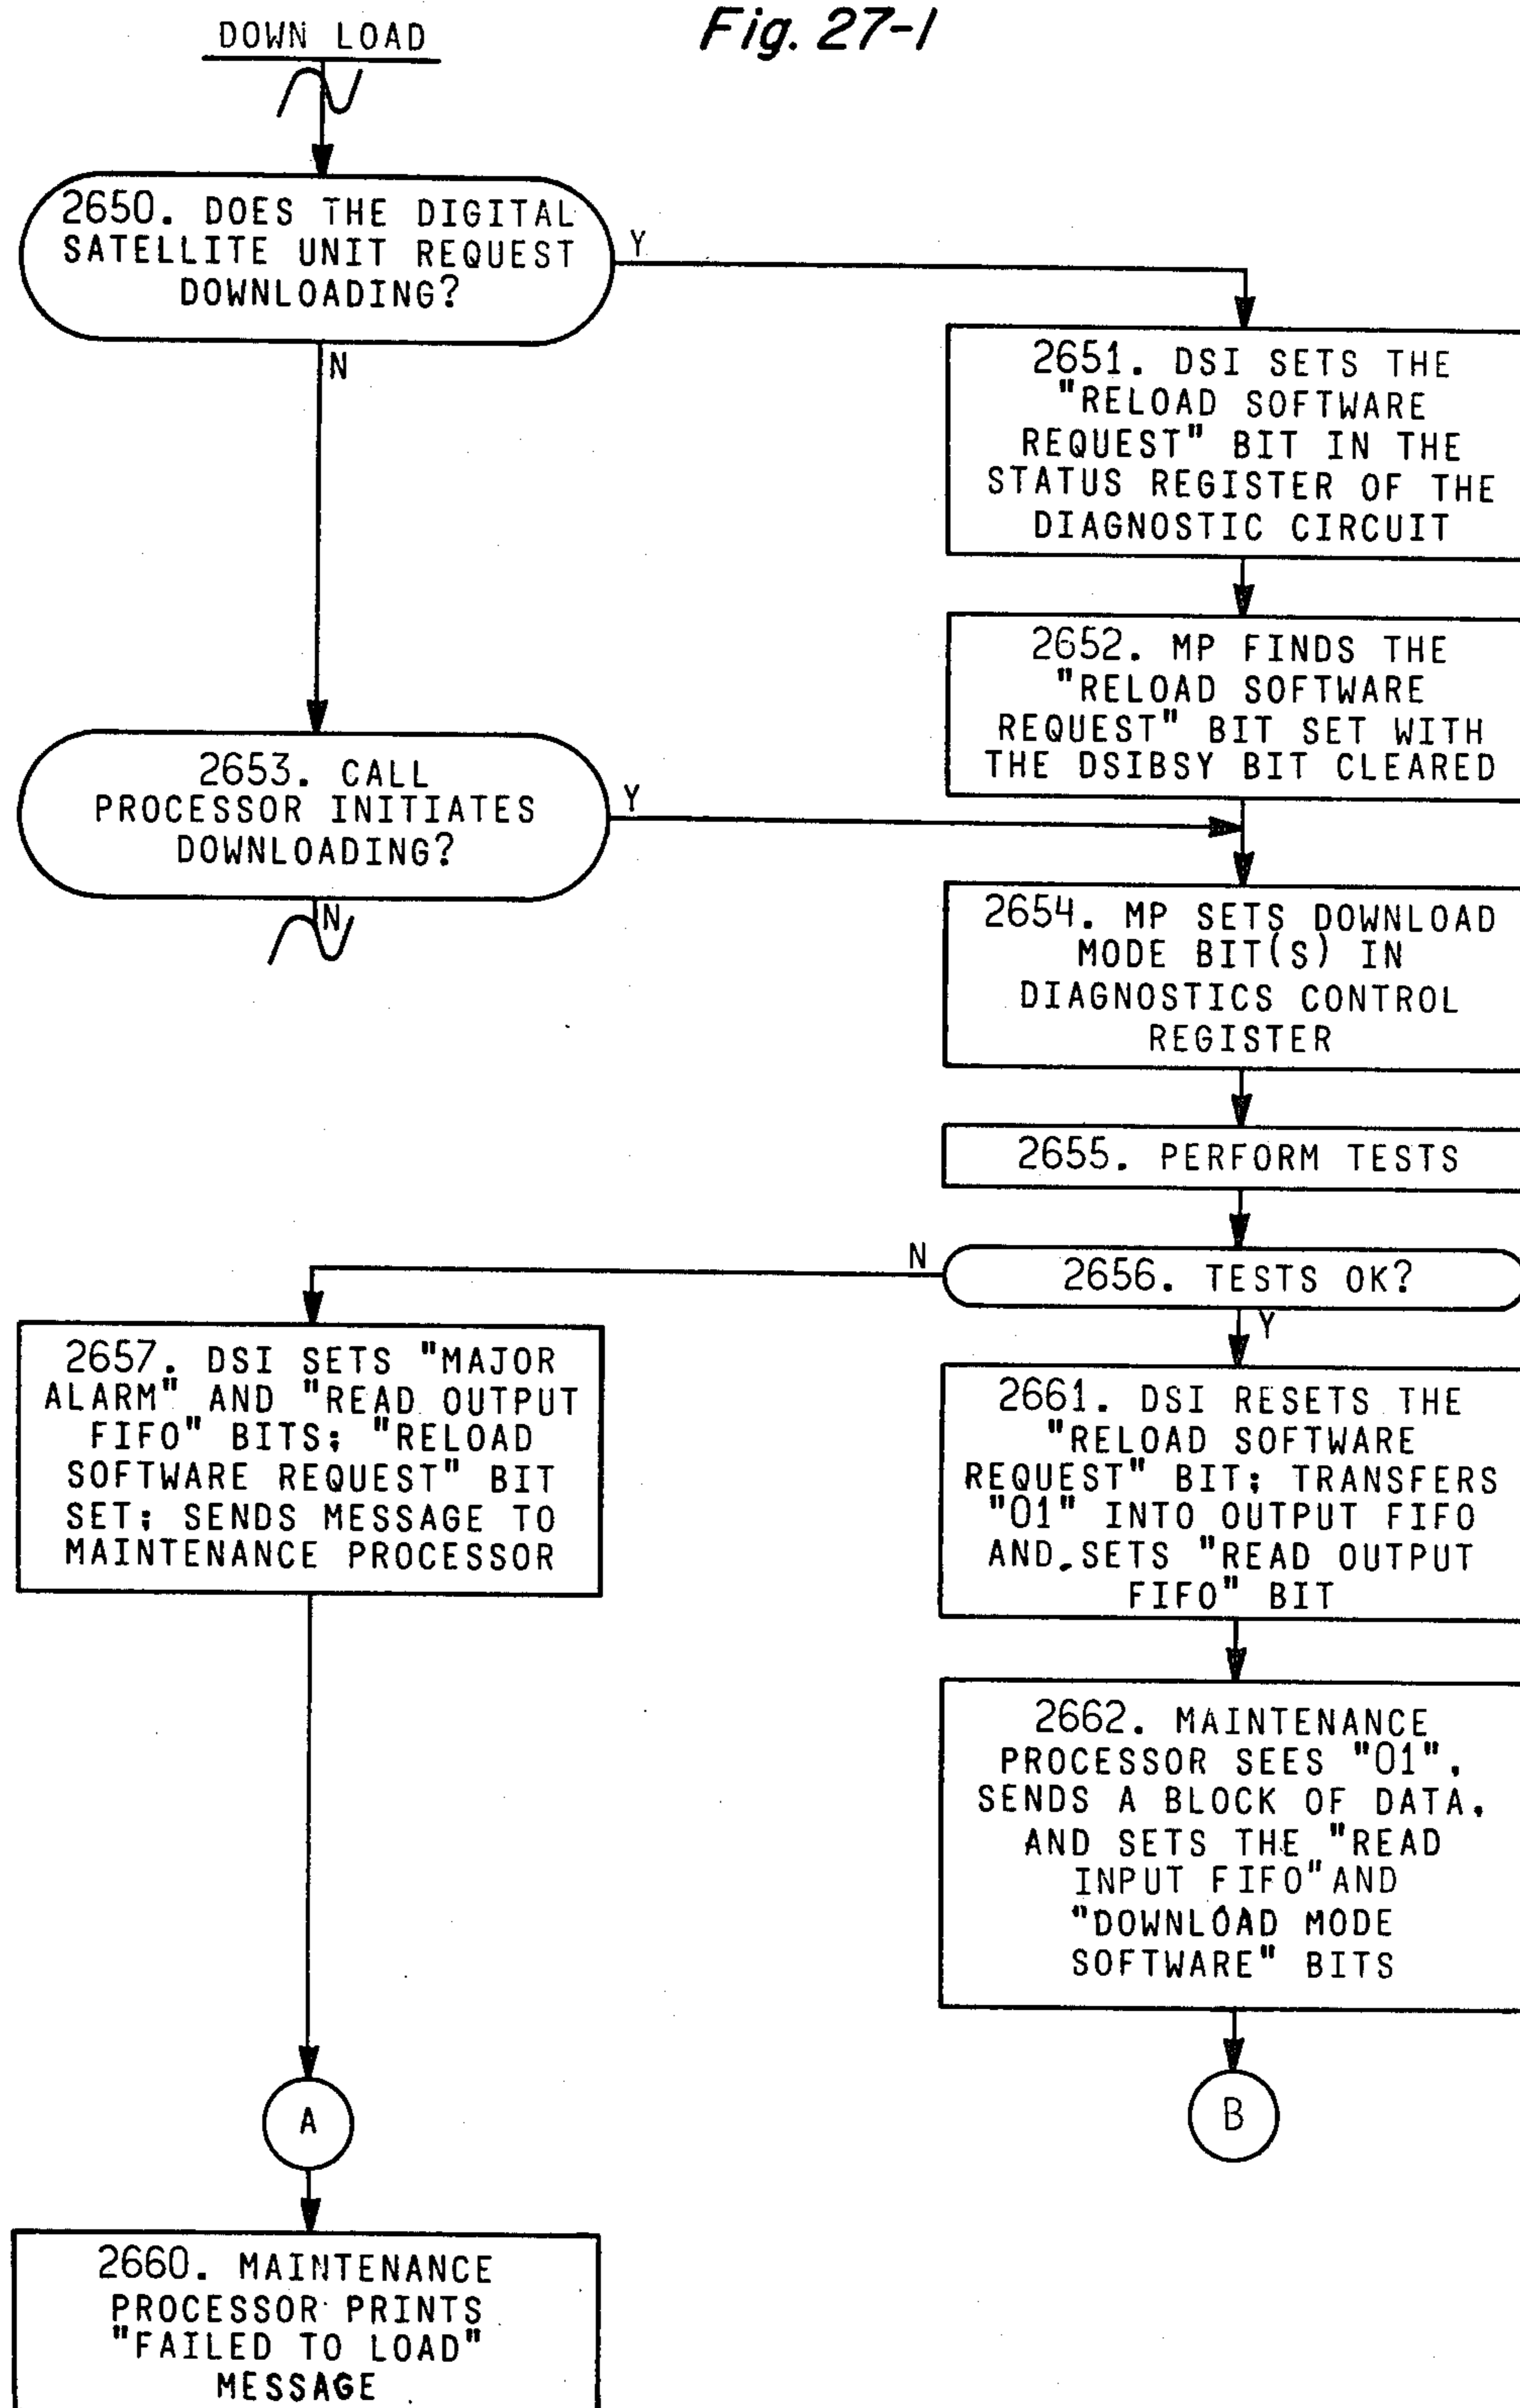 Fig. 27-1
DOWN LOAD
2650. DOES THE DIGITAL
SATELLITE UNIT REQUEST
DOWNLOADING?
Y
N
2651. DSI SETS THE
"RELOAD SOFTWARE
REQUEST" BIT IN THE
STATUS REGISTER OF THE
DIAGNOSTIC CIRCUIT
2652. MP FINDS THE
"RELOAD SOFTWARE
REQUEST" BIT SET WITH
THE DSIBSY BIT CLEARED
2653. CALL
PROCESSOR INITIATES
DOWNLOADING?
Y
N
2654. MP SETS DOWNLOAD
MODE BIT(S) IN
DIAGNOSTICS CONTROL
REGISTER
2655. PERFORM TESTS
2656. TESTS OK?
N
Y
2657. DSI SETS "MAJOR
ALARM" AND "READ OUTPUT
FIFO" BITS; "RELOAD
SOFTWARE REQUEST" BIT
SET; SENDS MESSAGE TO
MAINTENANCE PROCESSOR
2661. DSI RESETS THE
"RELOAD SOFTWARE
REQUEST" BIT; TRANSFERS
"01" INTO OUTPUT FIFO
AND SETS "READ OUTPUT
FIFO" BIT
2662. MAINTENANCE
PROCESSOR SEES "01",
SENDS A BLOCK OF DATA,
AND SETS THE "READ
INPUT FIFO" AND
"DOWNLOAD MODE
SOFTWARE" BITS
A
B
2660. MAINTENANCE
PROCESSOR PRINTS
"FAILED TO LOAD"
MESSAGE